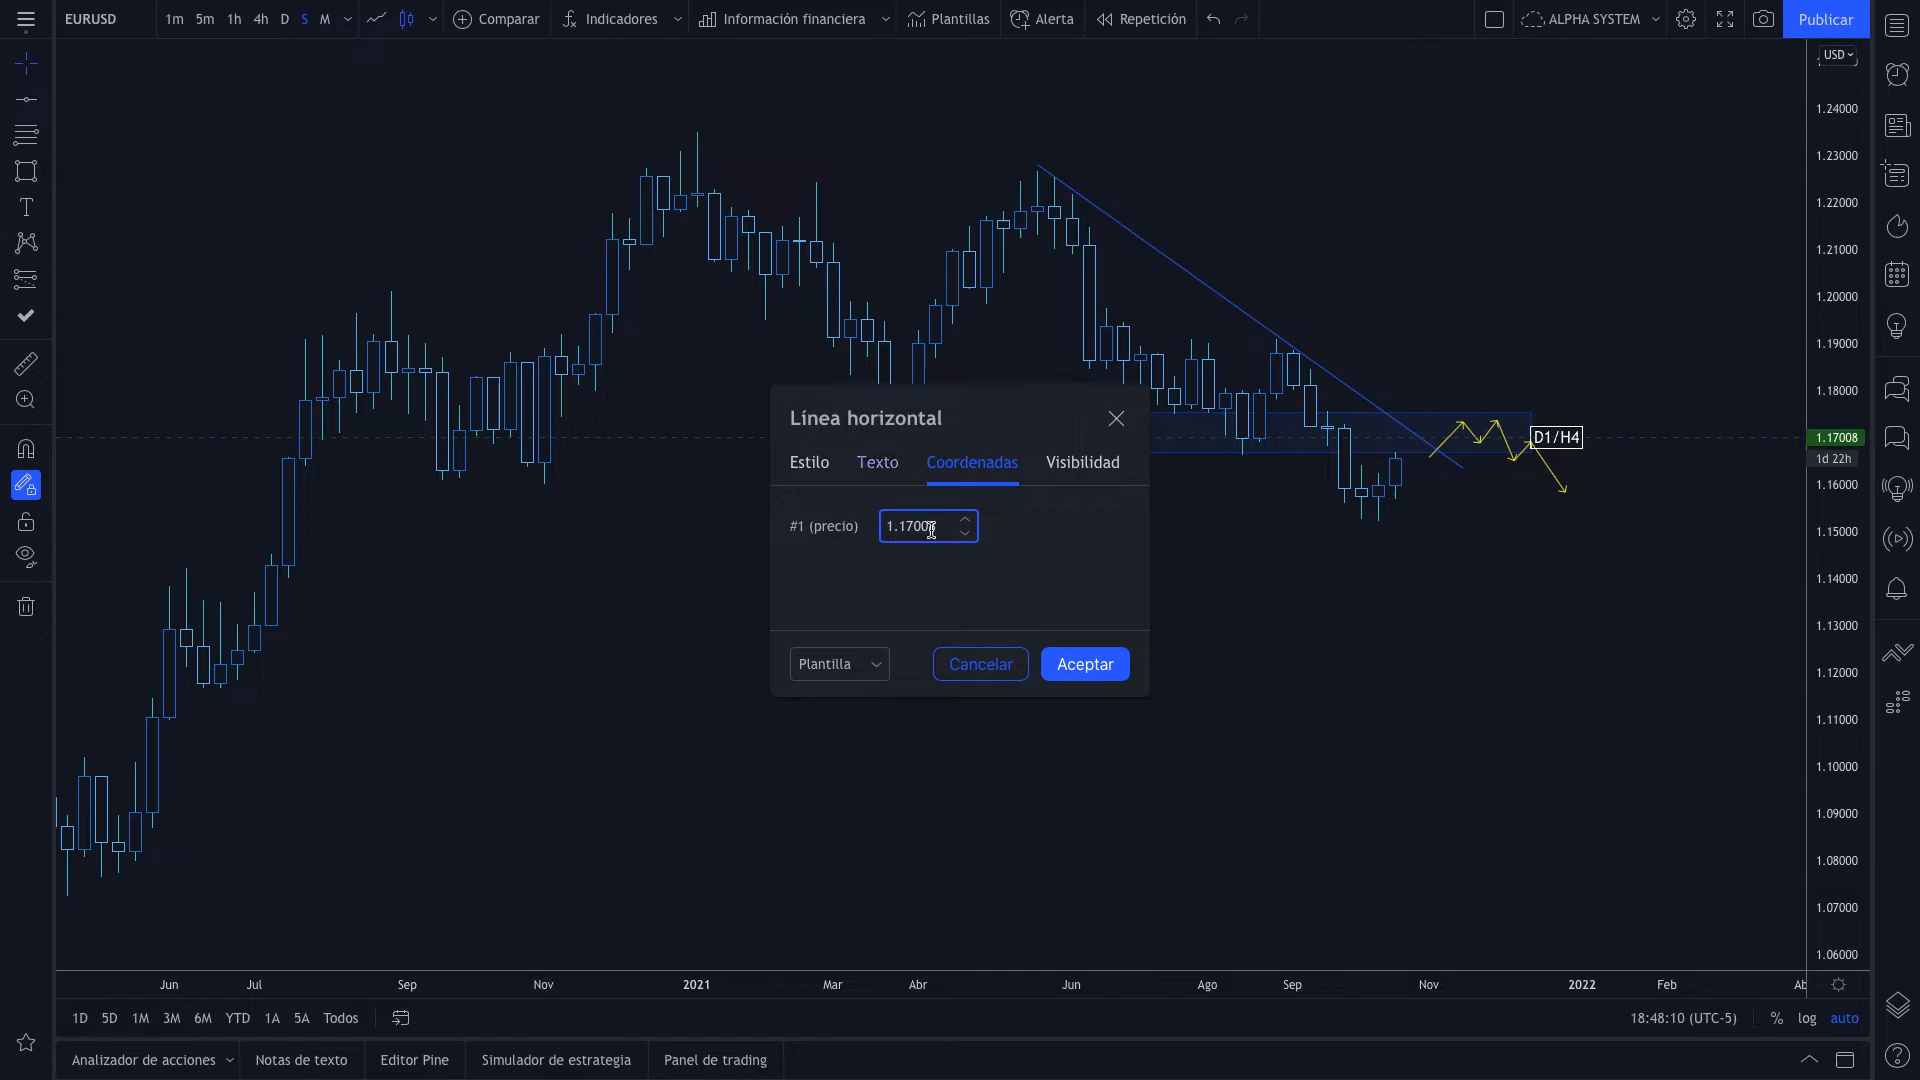 EURUSD 1m 5m 1h 4h D S M Comparar Indicadores Información financiera Plantillas Alerta Repetición ALPHA SYSTEM Publicar
USD
1.24000
1.23000
1.22000
1.21000
1.20000
1.19000
1.18000
Línea horizontal
D1/H4
1.17008
1d 22h
Estilo Texto Coordenadas Visibilidad
1.16000
#1 (precio)
1.15000
1.14000
1.13000
Plantilla Cancelar Aceptar
1.12000
1.11000
1.10000
1.09000
1.08000
1.07000
1.06000
Jun Jul Sep Nov 2021 Mar Abr Jun Ago Sep Nov 2022 Feb
1D 5D 1M 3M 6M YTD 1A 5A Todos 18:48:10 (UTC-5) % log auto
Analizador de acciones Notas de texto Editor Pine Simulador de estrategia Panel de trading